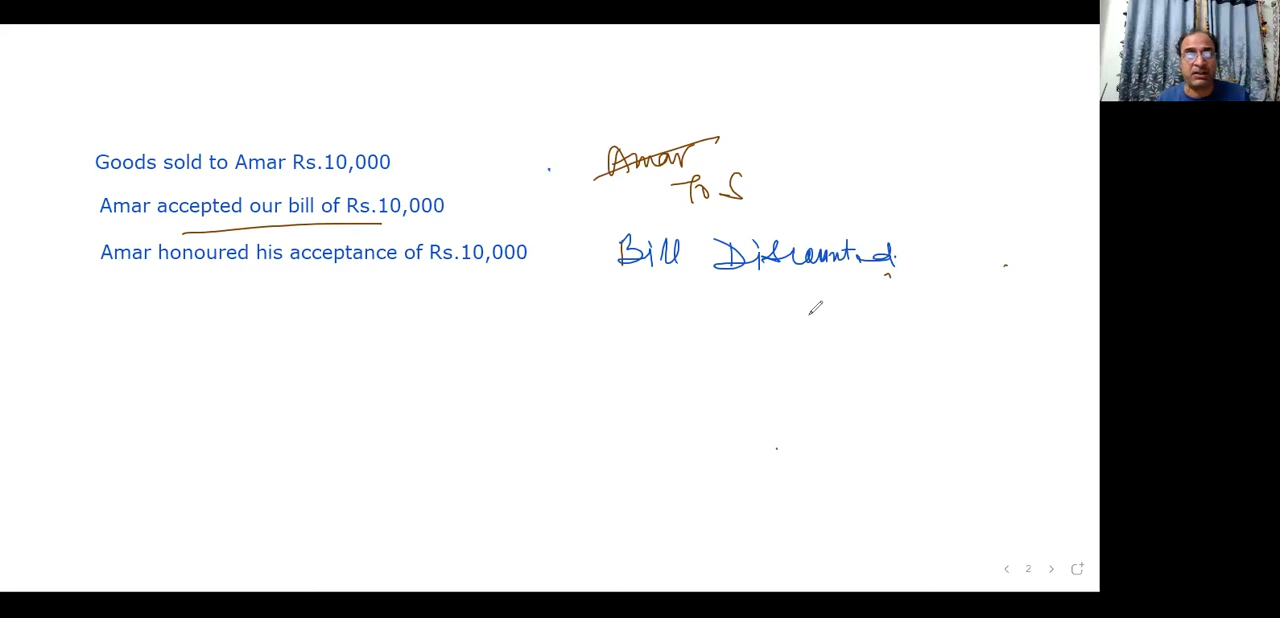 Goods sold to Amar Rs.10,000
Amar
To S
Amar accepted our bill of Rs.10,000
Amar honoured his acceptance of Rs.10,000
Bill Discounted
2